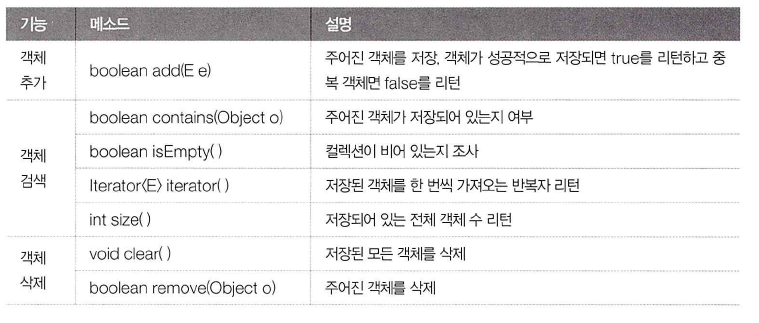 기능 메소드 설명
객체 추가 boolean add(E e) 주어진 객체를 저장, 객체가 성공적으로 저장되면 true를 리턴하고 중
복 객체면 false를 리턴
객체 검색 boolean contains(Object o) 주어진 객체가 저장되어 있는지 여부
boolean isEmpty( ) 컬렉션이 비어 있는지 조사
Iterator〈E〉 iterator( ) 저장된 객체를 한 번씩 가져오는 반복자 리턴
int size( ) 저장되어 있는 전체 객체 수 리턴
객체 삭제 void clear( ) 저장된 모든 객체를 삭제
boolean remove(Object o) 주어진 객체를 삭제